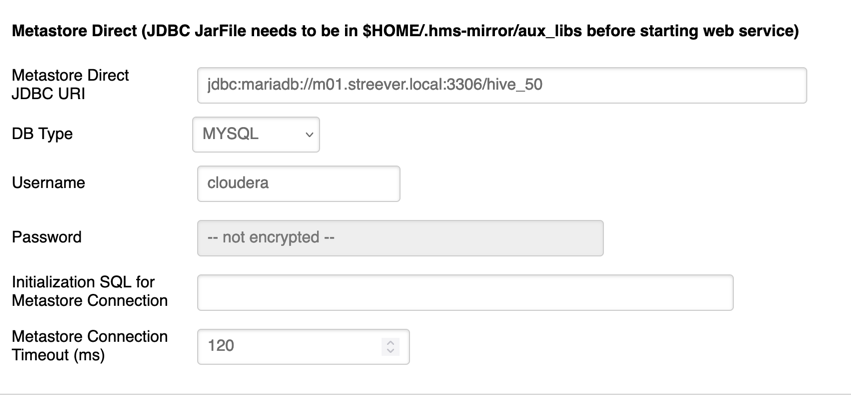 Metastore Direct (JDBC JarFile needs to be in $HOME/.hms-mirror/aux_libs before starting web service)
Metastore Direct
JDBC URI
jdbc:mariadb://m01.streever.local:3306/hive_50
DB Type
MYSQL
Username
cloudera
Password
-- not encrypted --
Initialization SQL for
Metastore Connection
Metastore Connection
Timeout (ms)
120